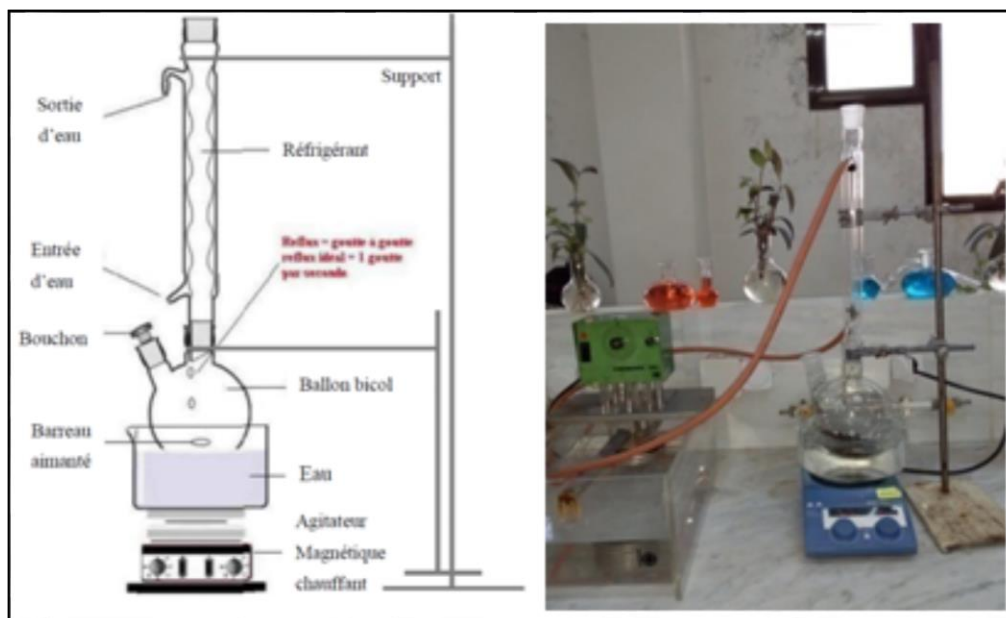 Support
Sortie
d'eau
Réfrigérant
Reflux = goutte à goutte
reflux idéal = 1 goutte
par seconde
Entrée
d'eau
Bouchon
Ballon bicol
Barreau
aimanté
Eau
Agitateur
Magnétique
chauffant